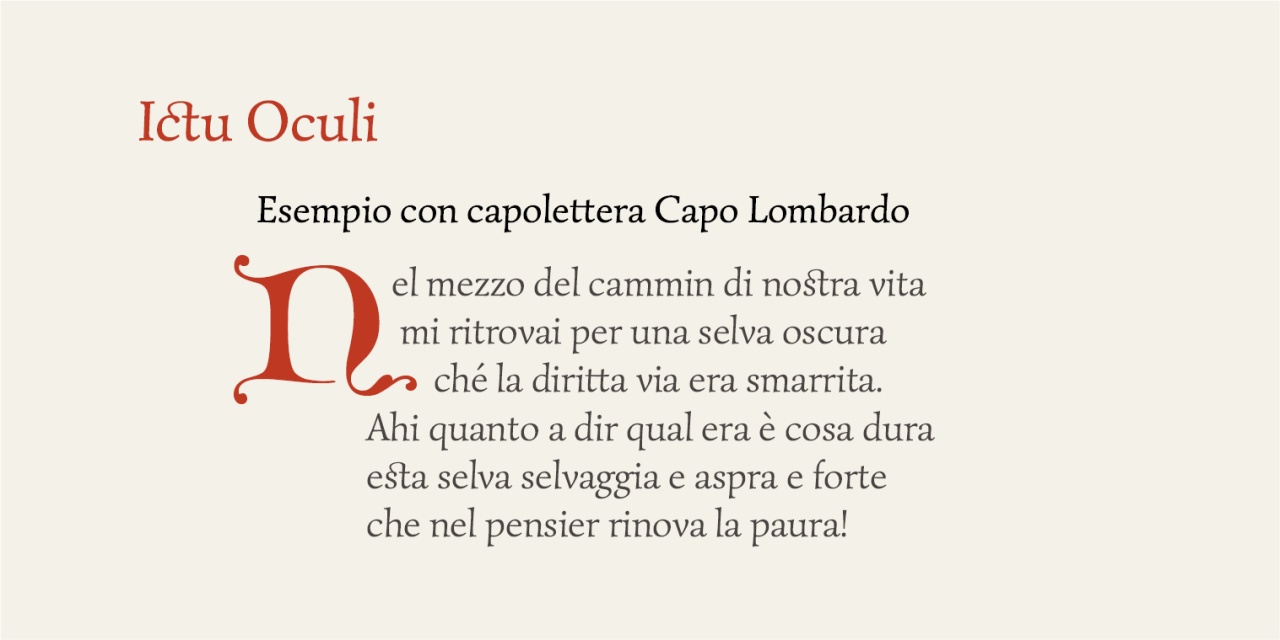 Ictu Oculi
Esempio con capolettera Capo Lombardo
Nel mezzo del cammin di nostra vita
mi ritrovai per una selva oscura
ché la diritta via era smarrita.
Ahi quanto a dir qual era è cosa dura
esta selva selvaggia e aspra e forte
che nel pensier rinova la paura!